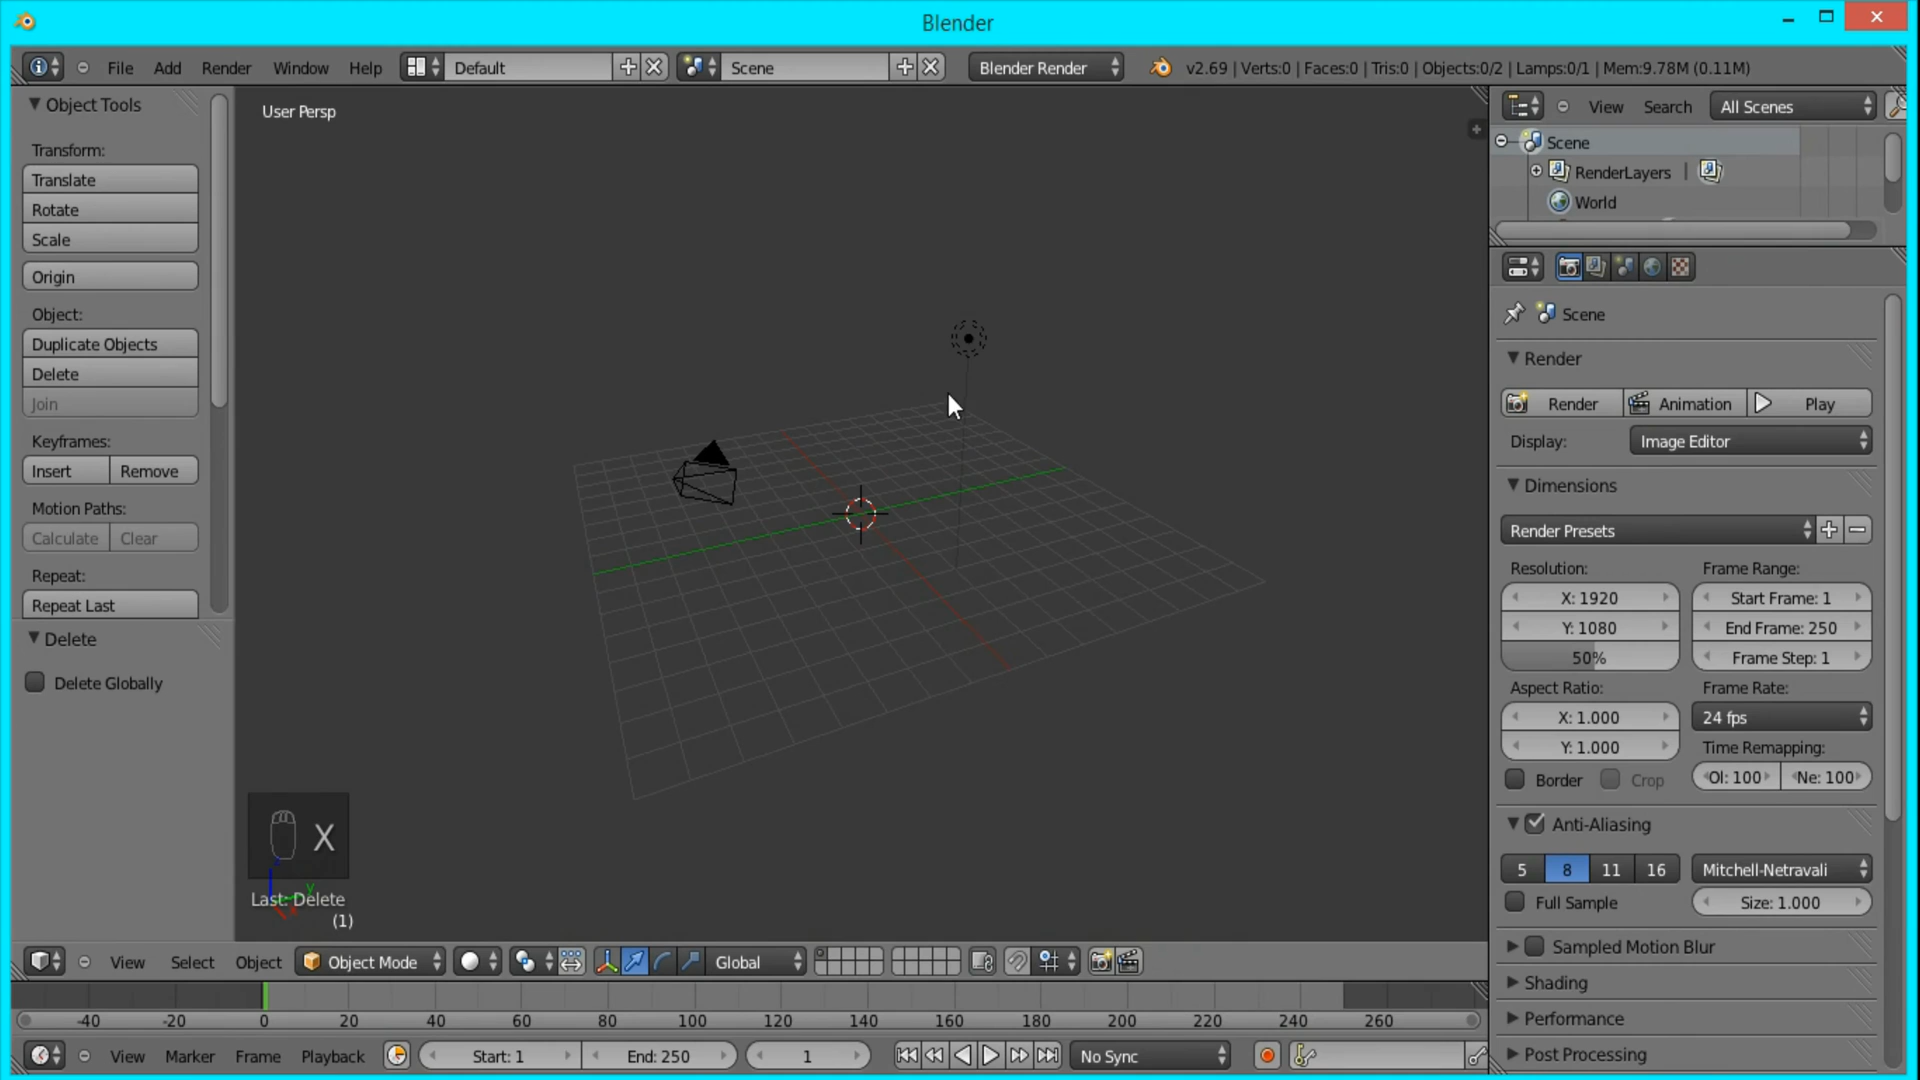 Blender
File Add Render Window Help Default Scene Blender Render v2.69 | Verts:0 | Faces:0 | Tris:0 | Objects:0/2 | Lamps:0/1 | Mem:9.78M (0.11M)
Object Tools
Transform:
Translate
Rotate
Scale
Origin
Object:
Duplicate Objects
Delete
Join
Keyframes:
Insert Remove
Motion Paths:
Calculate Clear
Repeat:
Repeat Last
Delete
Delete Globally
User Persp
X
y
Last: Delete
(1)
View Select Object Object Mode Global
-40 -20 0 20 40 60 80 100 120 140 160 180 200 220 240 260
View Marker Frame Playback Start: 1 End: 250 1 No Sync
View Search All Scenes
Scene
RenderLayers |
World
Scene
Render
Render Animation Play
Display: Image Editor
Dimensions
Render Presets
Resolution: Frame Range:
X: 1920 Start Frame: 1
Y: 1080 End Frame: 250
50% Frame Step: 1
Aspect Ratio: Frame Rate:
X: 1.000 24 fps
Y: 1.000 Time Remapping:
Border Crop Ol: 100 Ne: 100
Anti-Aliasing
5 8 11 16 Mitchell-Netravali
Full Sample Size: 1.000
Sampled Motion Blur
Shading
Performance
Post Processing